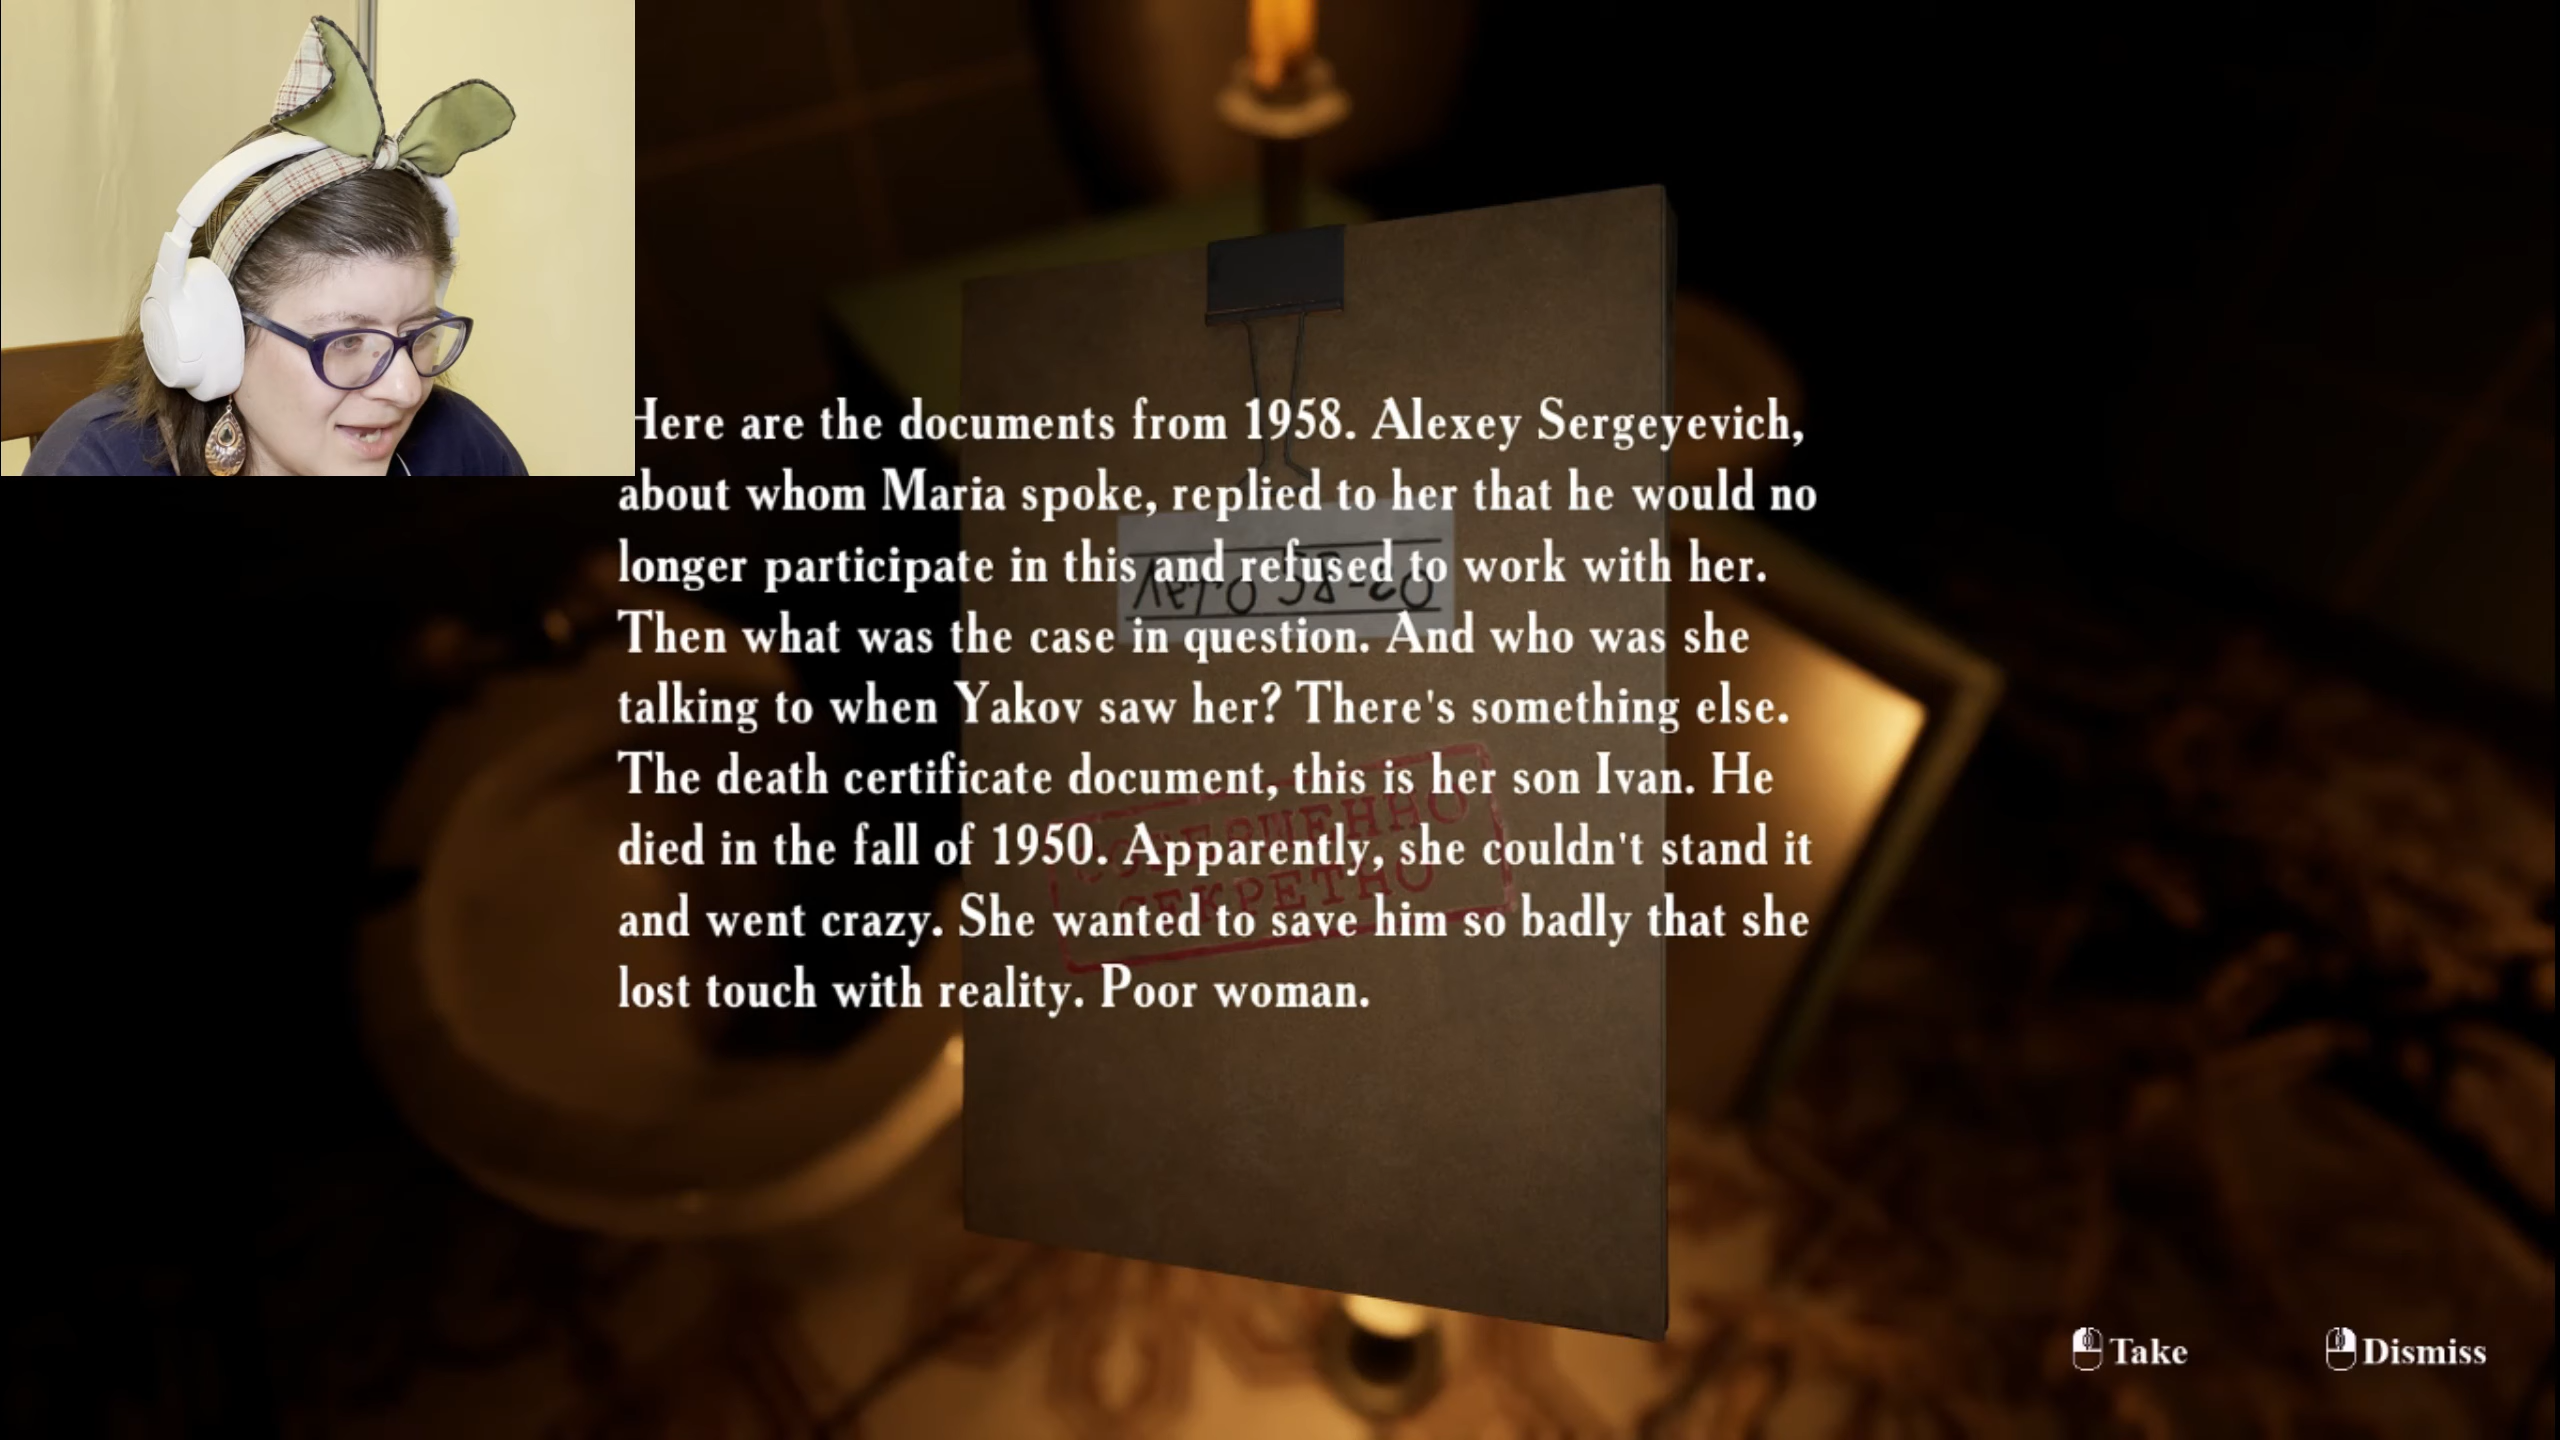 Here are the documents from 1958. Alexey Sergeyevich,
about whom Maria spoke, replied to her that he would no
longer participate in this and refused to work with her.
Then what was the case in question. And who was she
talking to when Yakov saw her? There's something else.
The death certificate document, this is her son Ivan. He
died in the fall of 1950. Apparently, she couldn't stand it
and went crazy. She wanted to save him so badly that she
lost touch with reality. Poor woman.
СОВЕРШЕННО
СЕКРЕТНО
Take
Dismiss